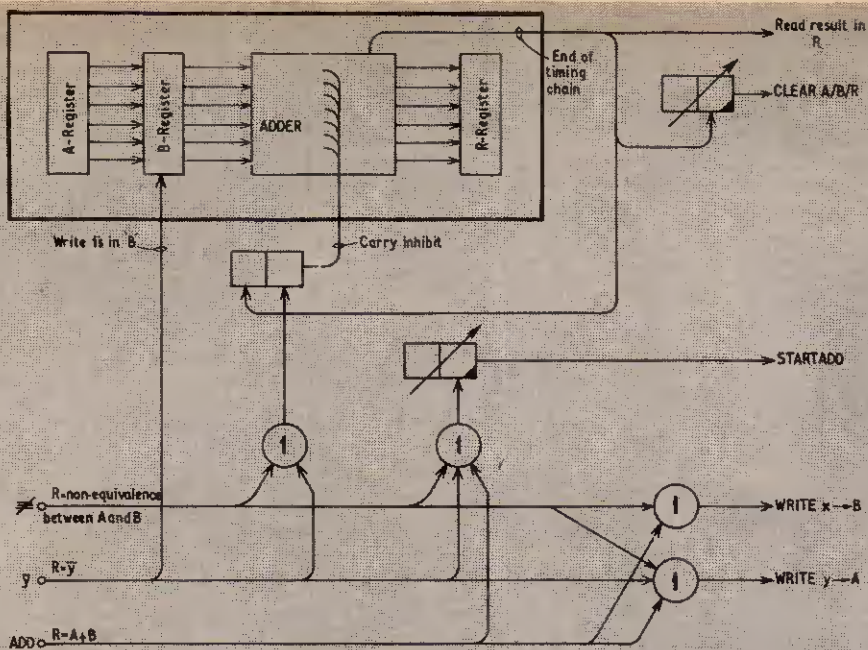 Read result in
R
End of
timing
chain
CLEAR A/B/R
A-Register
B-Register
ADDER
R-Register
Write 1s in B
Carry inhibit
STARTADD
1
1
≢ R=non-equivalence
between A and B
1
WRITE x→B
ȳ R=ȳ
1
WRITE y→A
ADD R=A+B